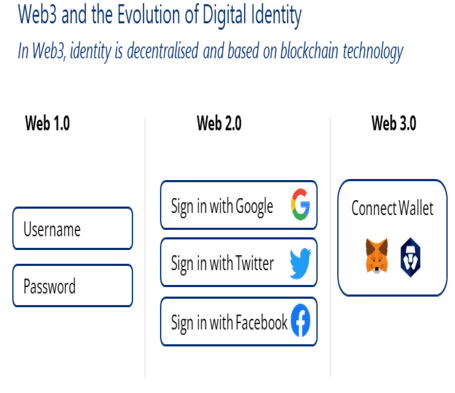 Web3 and the Evolution of Digital Identity
In Web3, identity is decentralised and based on blockchain technology
Web 1.0
Username
Password
Web 2.0
Sign in with Google
Sign in with Twitter
Sign in with Facebook
Web 3.0
Connect Wallet